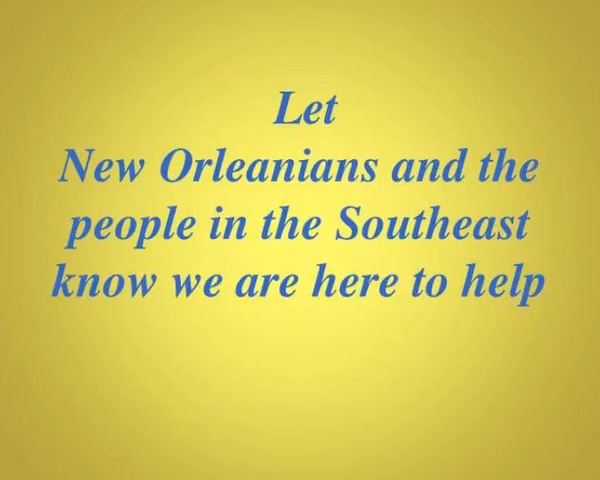 Let
New Orleanians and the
people in the Southeast
know we are here to help